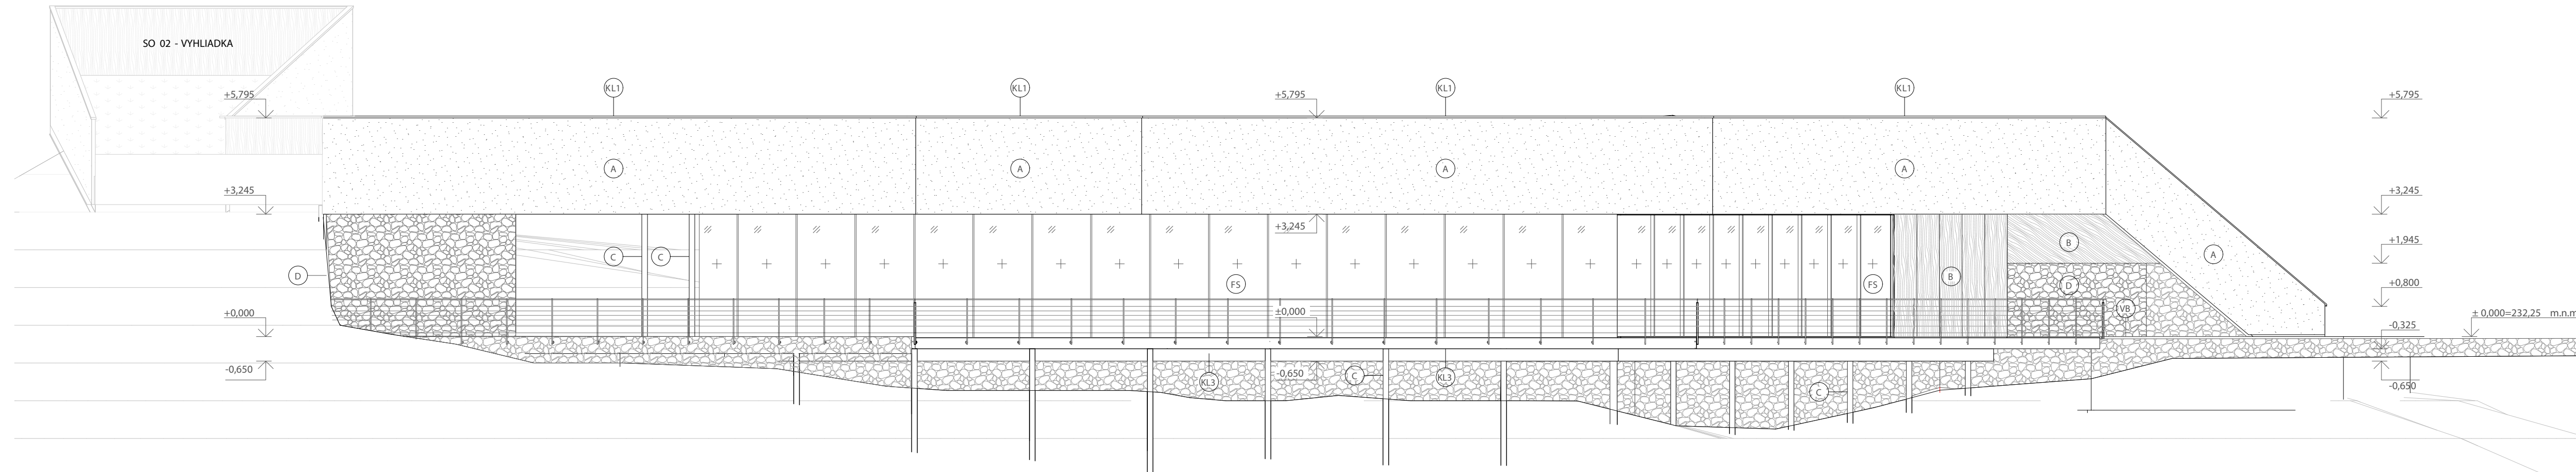 SO 02 - VYHLIADKA
KL1
KL1
KL1
KL1
+5,795
+5,795
+5,795
A
A
A
A
+3,245
+3,245
+3,245
B
+1,945
A
C
C
D
B
FS
FS
D
+0,800
VB
+0,000
±0,000
± 0,000=232,25 m.n.m
-0,325
-0,650
-0,650
-0,650
KL3
C
KL3
C